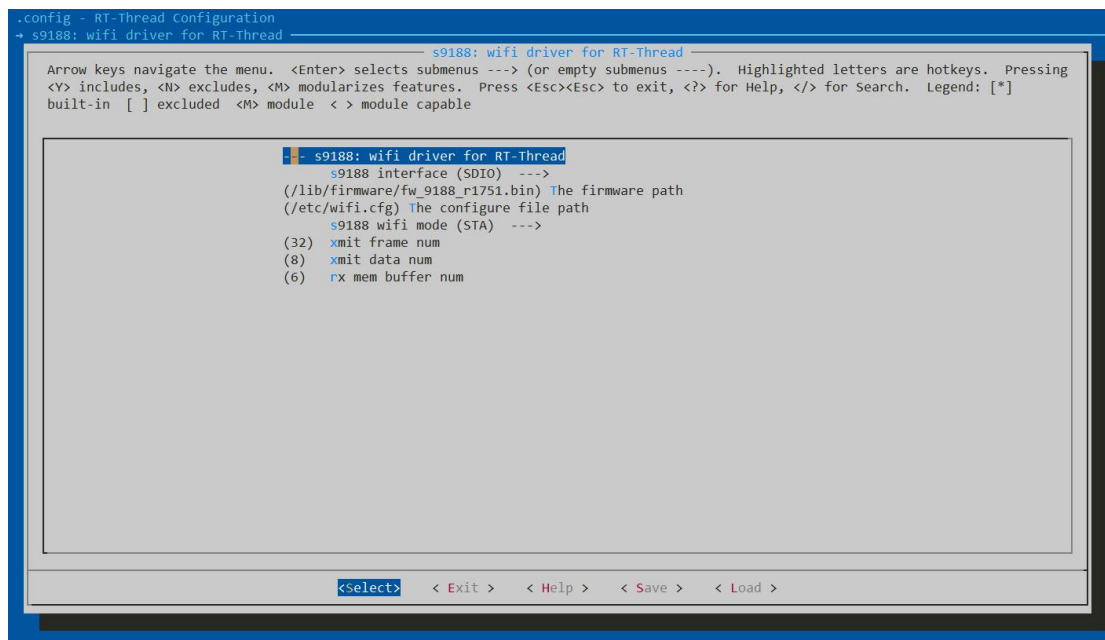 .config - RT-Thread Configuration
→ s9188: wifi driver for RT-Thread
s9188: wifi driver for RT-Thread
Arrow keys navigate the menu.  <Enter> selects submenus ---> (or empty submenus ----).  Highlighted letters are hotkeys.  Pressing
<Y> includes, <N> excludes, <M> modularizes features.  Press <Esc><Esc> to exit, <?> for Help, </> for Search.  Legend: [*]
built-in  [ ] excluded  <M> module  < > module capable
--- s9188: wifi driver for RT-Thread
s9188 interface (SDIO)  --->
(/lib/firmware/fw_9188_r1751.bin) The firmware path
(/etc/wifi.cfg) The configure file path
s9188 wifi mode (STA)  --->
(32)  xmit frame num
(8)   xmit data num
(6)   rx mem buffer num
<Select>    < Exit >    < Help >    < Save >    < Load >